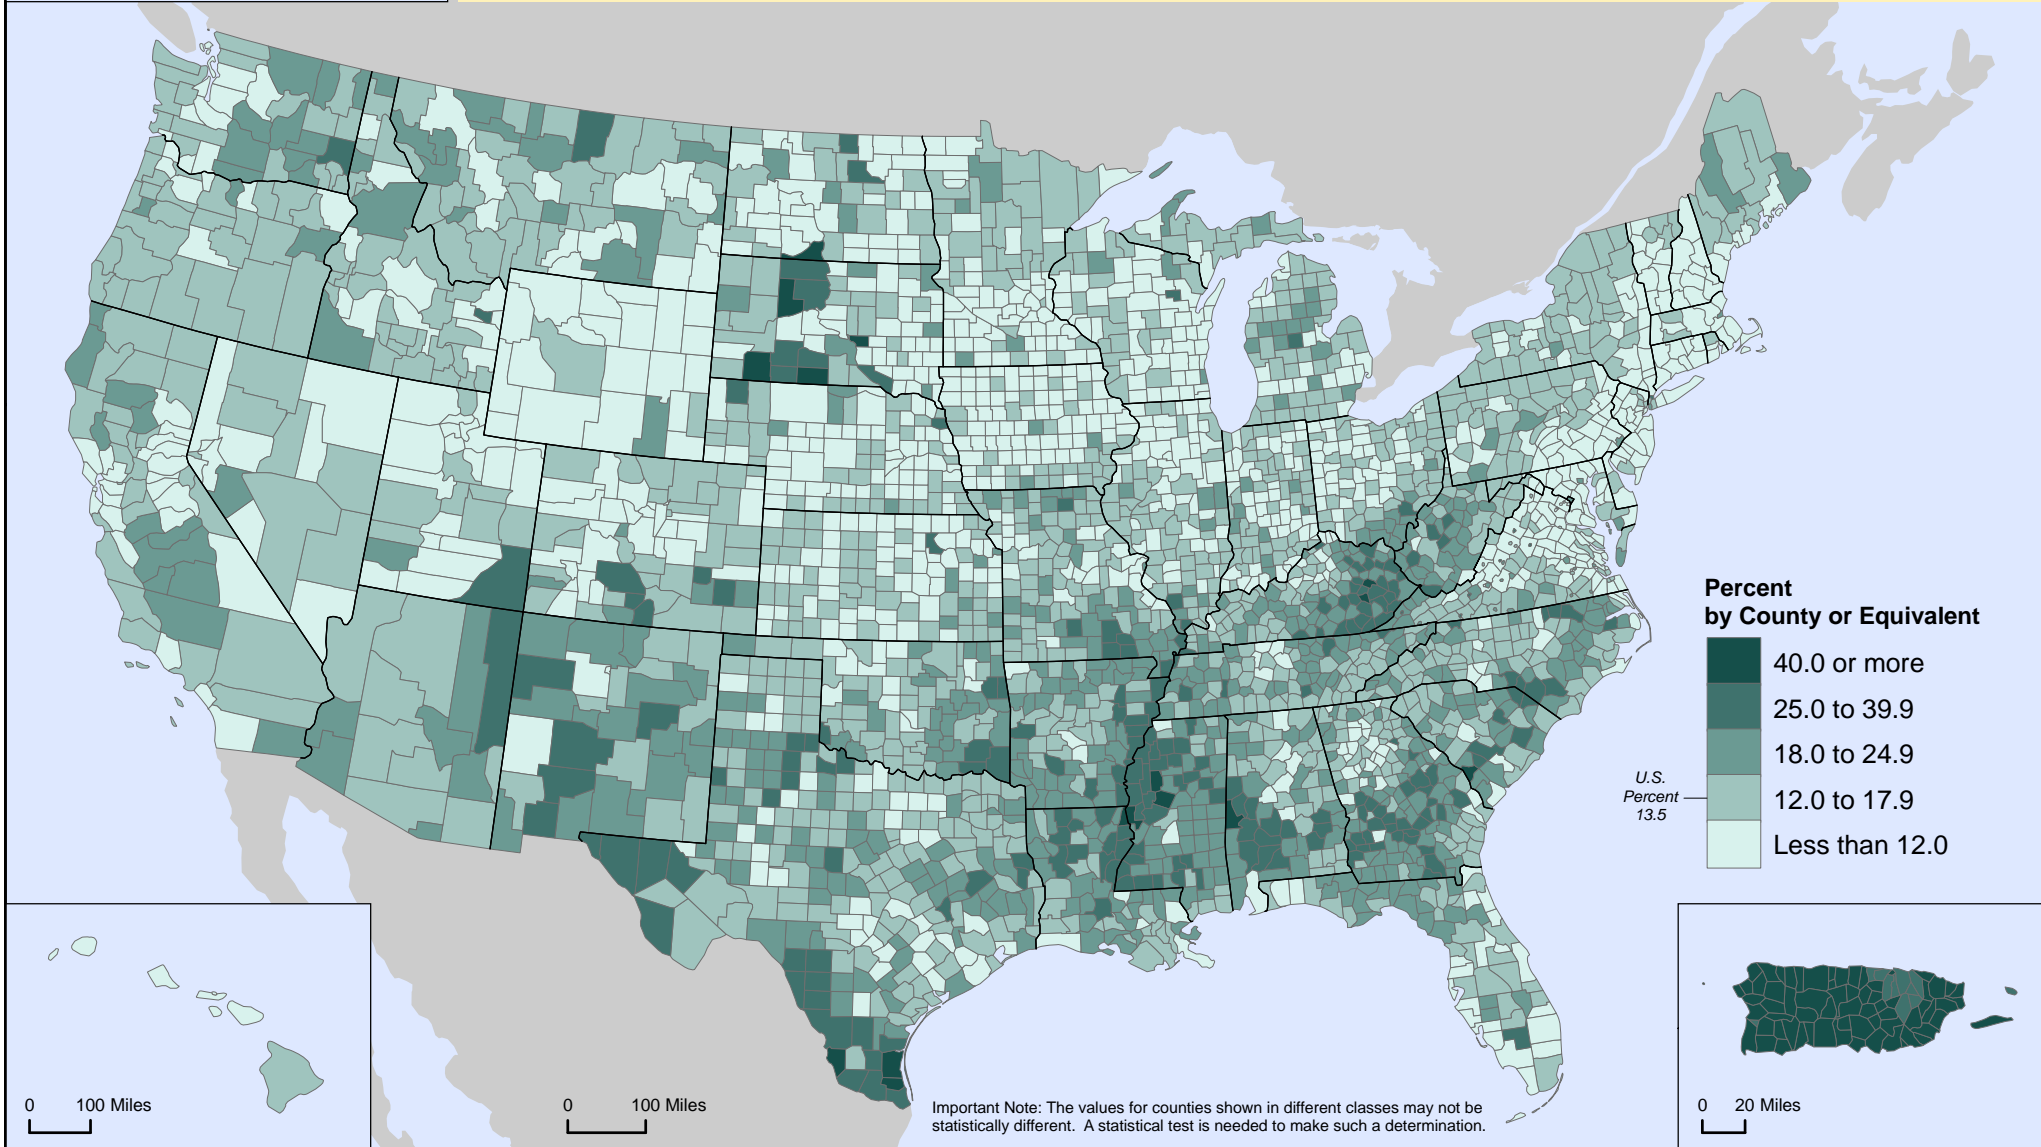 Percent
by County or Equivalent
40.0 or more
25.0 to 39.9
18.0 to 24.9
12.0 to 17.9
Less than 12.0
U.S.
Percent
13.5
0 100 Miles
0 100 Miles
Important Note: The values for counties shown in different classes may not be
statistically different. A statistical test is needed to make such a determination.
0 20 Miles